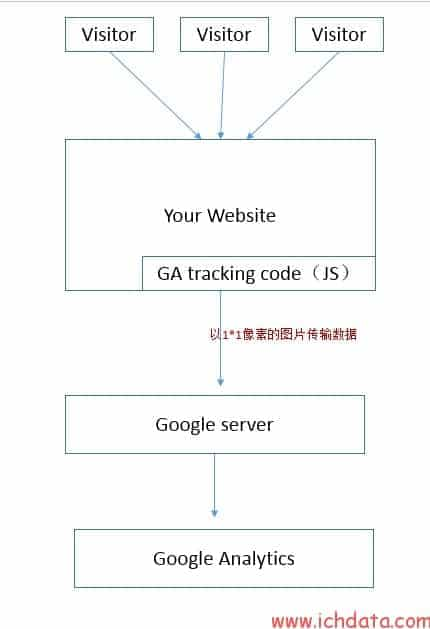 Visitor
Visitor
Visitor
Your Website
GA tracking code（JS）
以1*1像素的图片传输数据
Google server
Google Analytics
www.ichdata.com